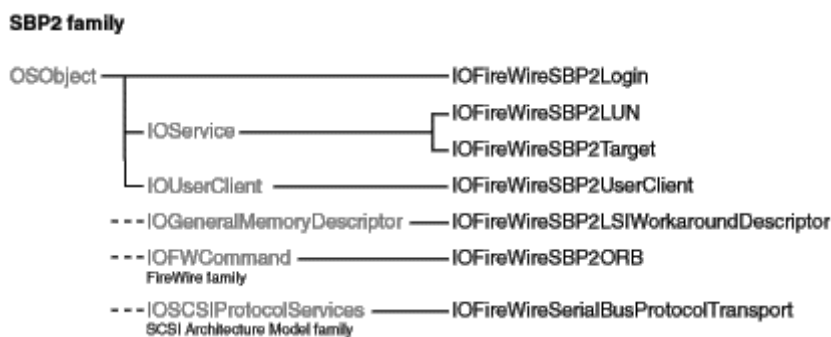 SBP2 family
OSObject IOFireWireSBP2Login
IOService IOFireWireSBP2LUN
IOFireWireSBP2Target
IOUserClient IOFireWireSBP2UserClient
IOGeneralMemoryDescriptor IOFireWireSBP2LSIWorkaroundDescriptor
IOFWCommand IOFireWireSBP2ORB
FireWire family
IOSCSIProtocolServices IOFireWireSerialBusProtocolTransport
SCSI Architecture Model family